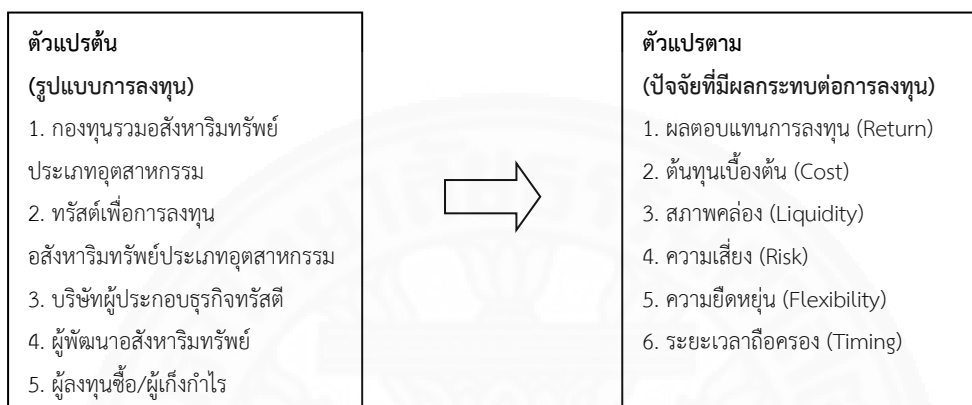 ตัวแปรต้น
(รูปแบบการลงทุน)
1. กองทุนรวมอสังหาริมทรัพย์
ประเภทอุตสาหกรรม
2. ทรัสต์เพื่อการลงทุน
อสังหาริมทรัพย์ประเภทอุตสาหกรรม
3. บริษัทผู้ประกอบธุรกิจทรัสตี
4. ผู้พัฒนาอสังหาริมทรัพย์
5. ผู้ลงทุนซื้อ/ผู้เก็งกำไร
ตัวแปรตาม
(ปัจจัยที่มีผลกระทบต่อการลงทุน)
1. ผลตอบแทนการลงทุน (Return)
2. ต้นทุนเบื้องต้น (Cost)
3. สภาพคล่อง (Liquidity)
4. ความเสี่ยง (Risk)
5. ความยืดหยุ่น (Flexibility)
6. ระยะเวลาถือครอง (Timing)